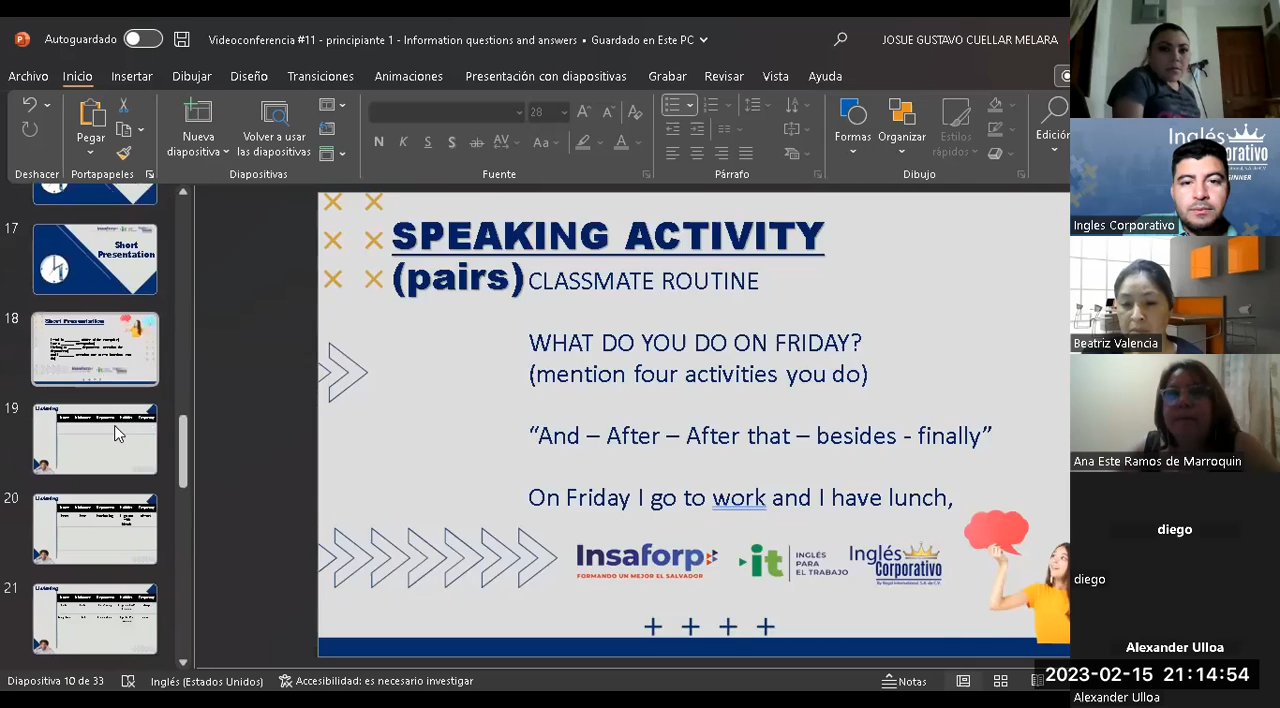 Autoguardado
Videoconferencia #11 - principiante 1 - Information questions and answers • Guardado en Este PC
JOSUE GUSTAVO CUELLAR MELARA
Archivo Inicio Insertar Dibujar Diseño Transiciones Animaciones Presentación con diapositivas Grabar Revisar Vista Ayuda
Pegar
Nueva diapositiva
Volver a usar las diapositivas
28
N K S S ab AV Aa A
Formas
Organizar
Estilos rápidos
Edición
Deshacer Portapapeles Diapositivas Fuente Párrafo Dibujo
17
Short
Presentation
18
Short Presentation
19
Listening
20
Listening
21
Listening
SPEAKING ACTIVITY
(pairs) CLASSMATE ROUTINE
WHAT DO YOU DO ON FRIDAY?
(mention four activities you do)
“And – After – After that – besides - finally”
On Friday I go to work and I have lunch,
Insaforp
FORMANDO UN MEJOR EL SALVADOR
it
INGLÉS
PARA
EL TRABAJO
Inglés
Corporativo
Diapositiva 10 de 33
Inglés (Estados Unidos)
Accesibilidad: es necesario investigar
Notas
Inglés
Ingles Corporativo
Beatriz Valencia
Ana Este Ramos de Marroquin
diego
diego
Alexander Ulloa
2023-02-15 21:14:54
Alexander Ulloa